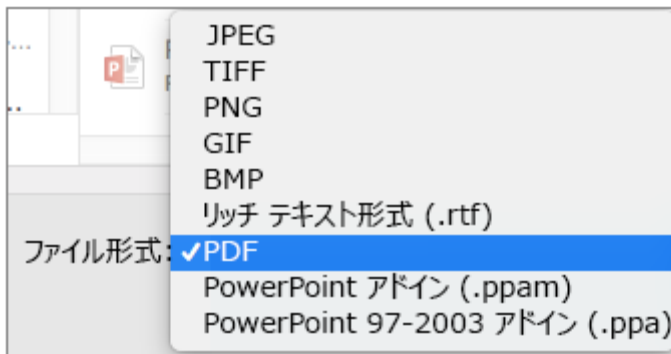 JPEG
TIFF
PNG
GIF
BMP
リッチ テキスト形式 (.rtf)
ファイル形式: ✓PDF
PowerPoint アドイン (.ppam)
PowerPoint 97-2003 アドイン (.ppa)